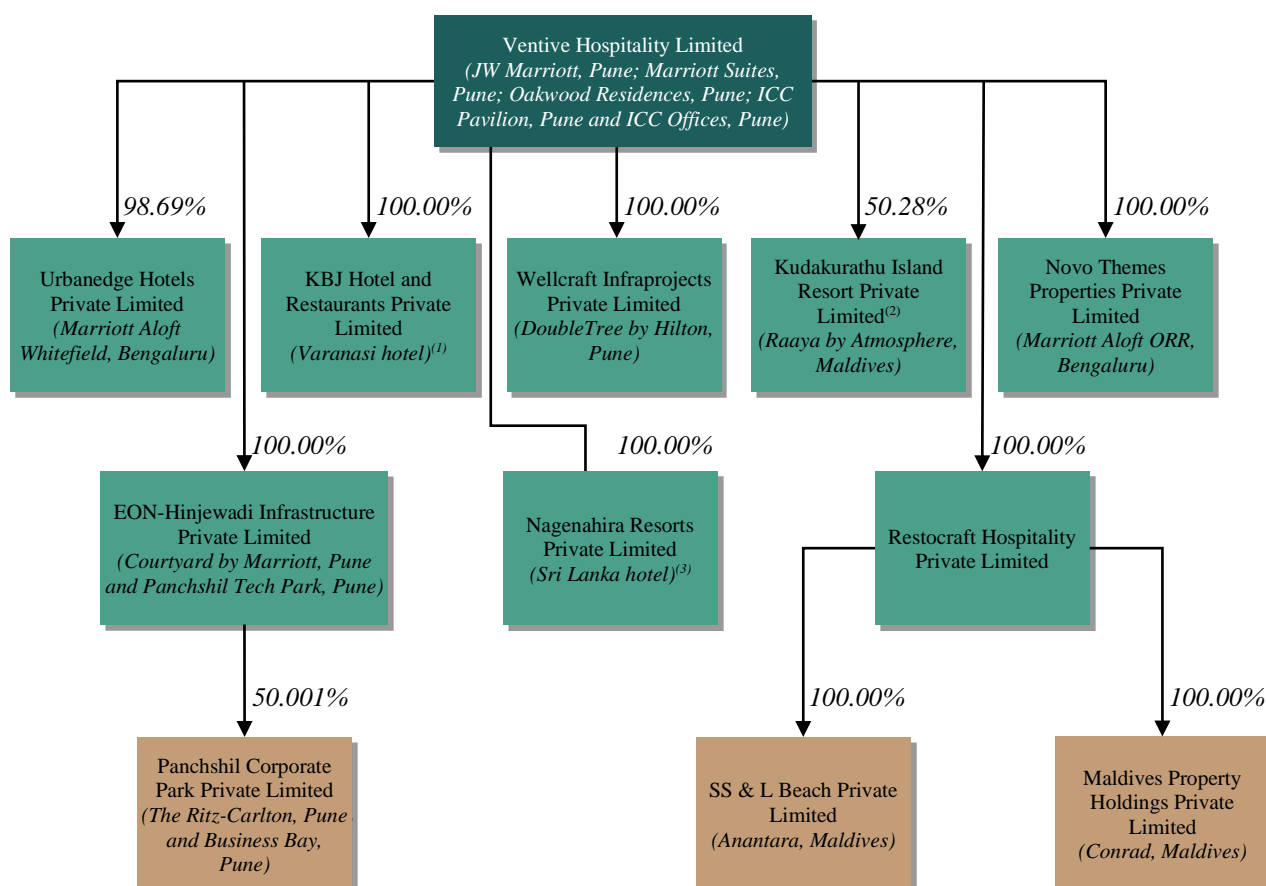 Ventive Hospitality Limited
(JW Marriott, Pune; Marriott Suites,
Pune; Oakwood Residences, Pune; ICC
Pavilion, Pune and ICC Offices, Pune)
98.69%
100.00%
100.00%
50.28%
100.00%
Urbanedge Hotels
Private Limited
(Marriott Aloft
Whitefield, Bengaluru)
KBJ Hotel and
Restaurants Private
Limited
(Varanasi hotel)(1)
Wellcraft Infraprojects
Private Limited
(DoubleTree by Hilton,
Pune)
Kudakurathu Island
Resort Private
Limited(2)
(Raaya by Atmosphere,
Maldives)
Novo Themes
Properties Private
Limited
(Marriott Aloft ORR,
Bengaluru)
100.00%
100.00%
100.00%
EON-Hinjewadi Infrastructure
Private Limited
(Courtyard by Marriott, Pune
and Panchshil Tech Park, Pune)
Nagenahira Resorts
Private Limited
(Sri Lanka hotel)(3)
Restocraft Hospitality
Private Limited
50.001%
100.00%
100.00%
Panchshil Corporate
Park Private Limited
(The Ritz-Carlton, Pune
and Business Bay,
Pune)
SS & L Beach Private
Limited
(Anantara, Maldives)
Maldives Property
Holdings Private
Limited
(Conrad, Maldives)